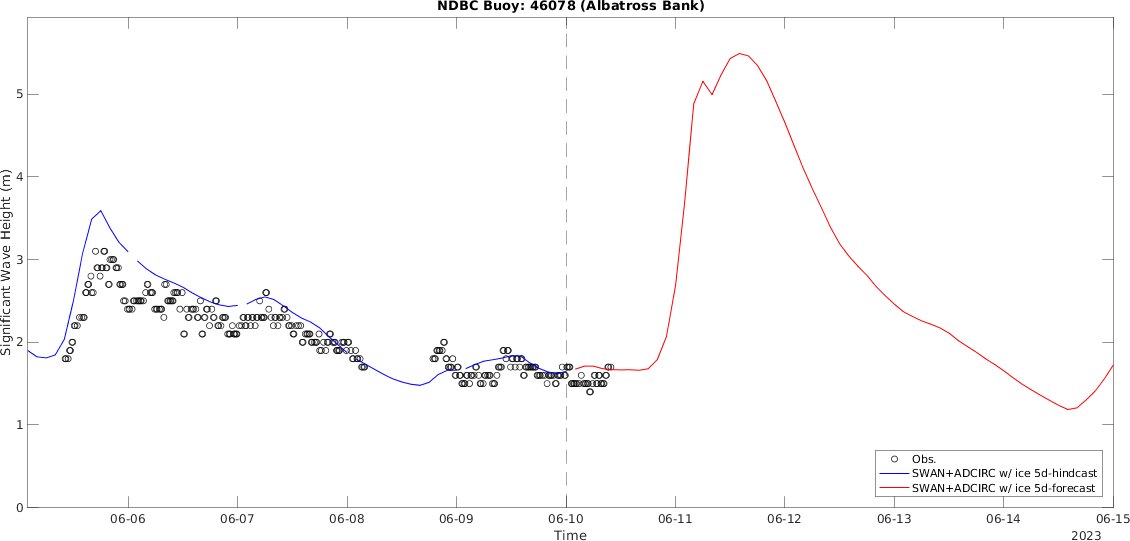 NDBC Buoy: 46078 (Albatross Bank)
Significant Wave Height (m)
5
4
3
2
1
0
Obs.
SWAN+ADCIRC w/ ice 5d-hindcast
SWAN+ADCIRC w/ ice 5d-forecast
06-06 06-07 06-08 06-09 06-10 06-11 06-12 06-13 06-14 06-15
Time
2023